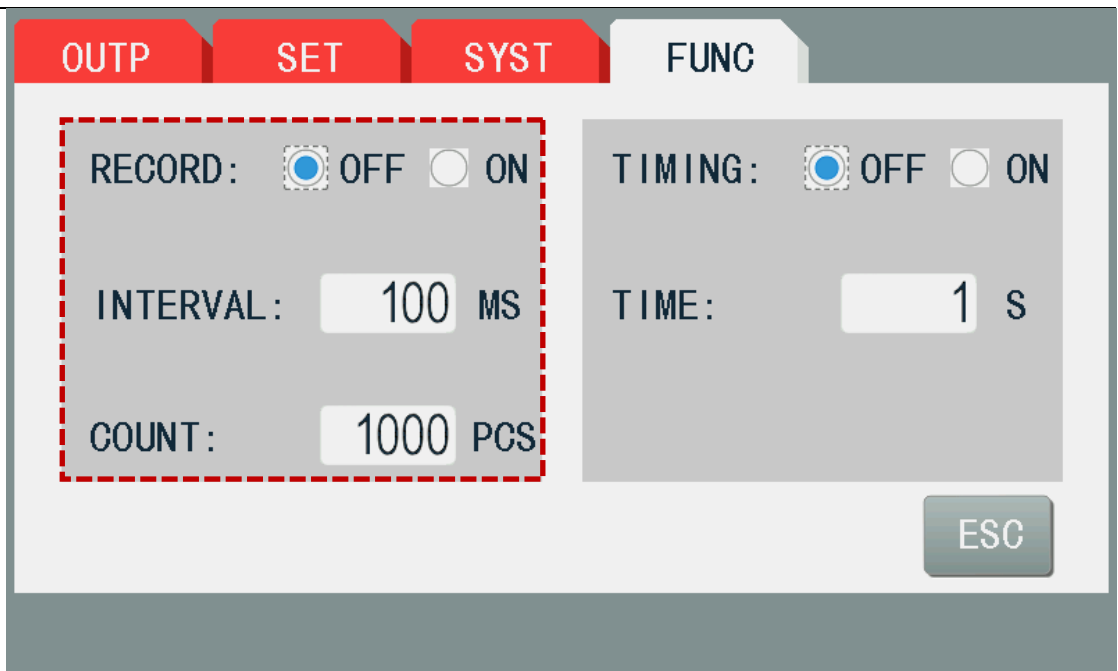 OUTP SET SYST FUNC
RECORD: OFF ON
INTERVAL: 100 MS
COUNT: 1000 PCS
TIMING: OFF ON
TIME: 1 S
ESC